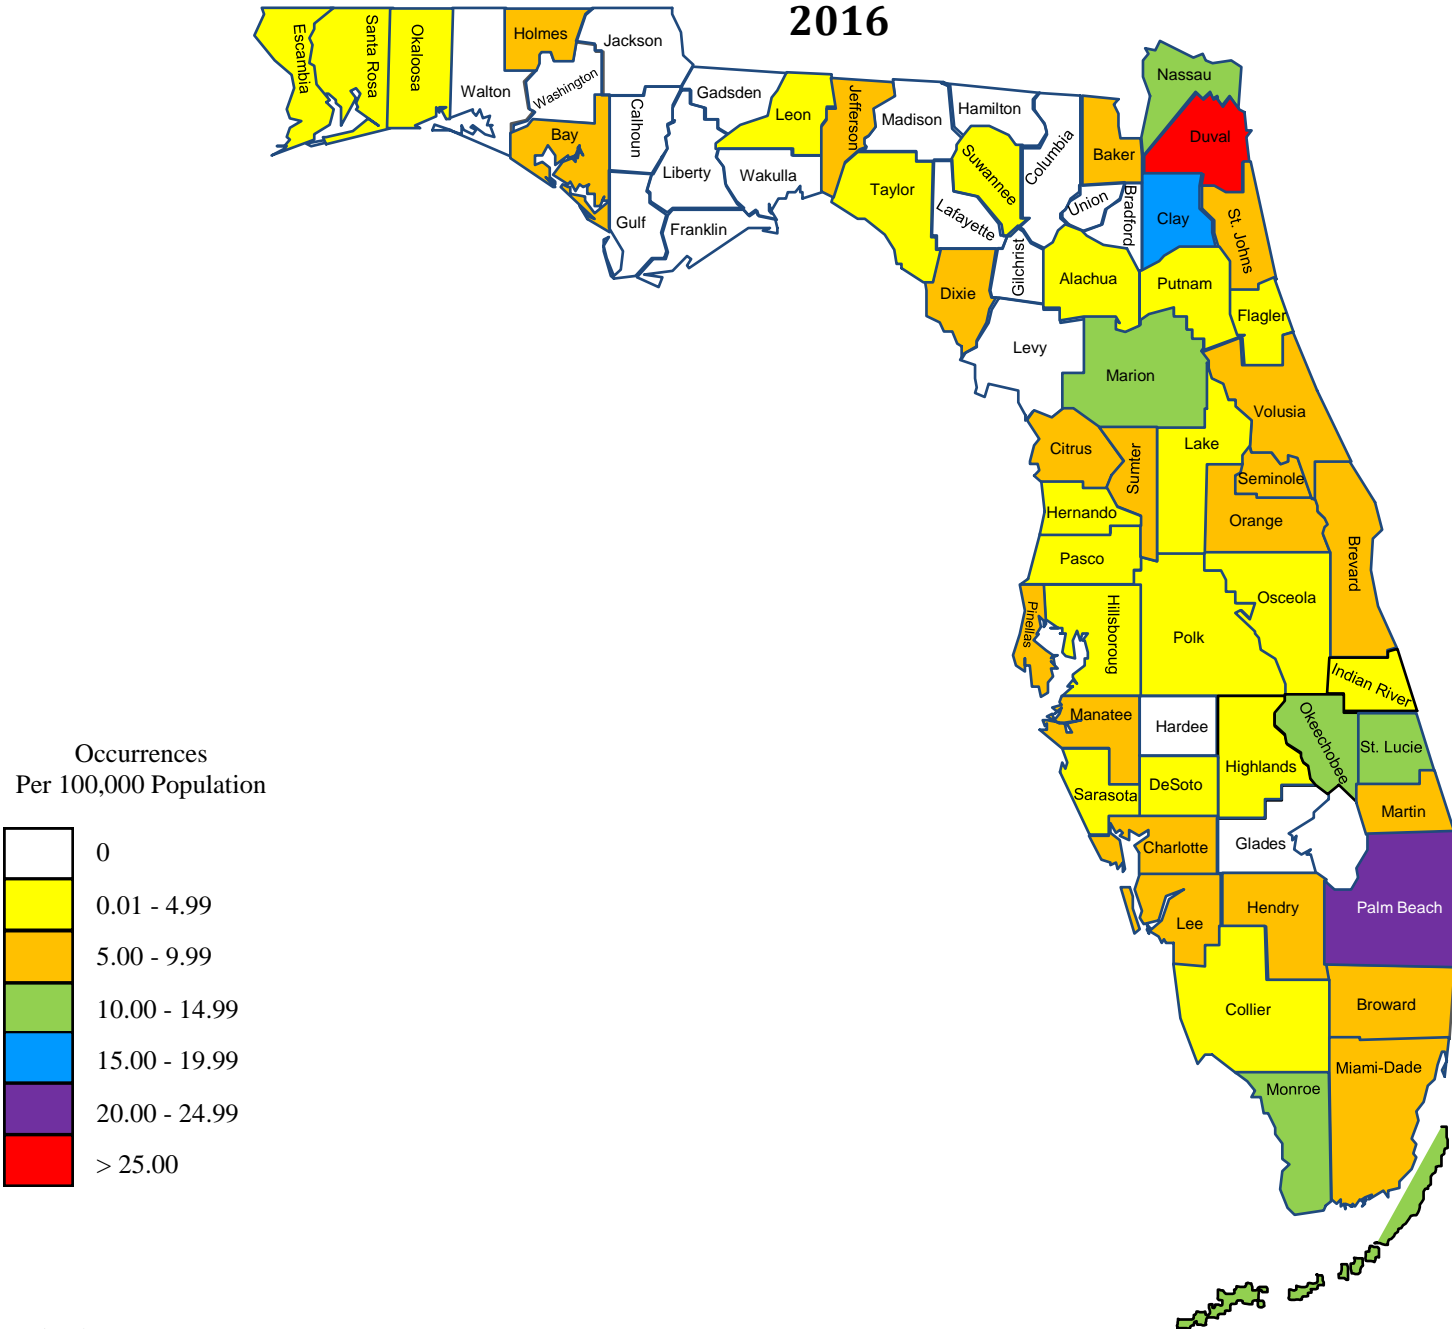 2016
Escambia
Santa Rosa
Okaloosa
Walton
Holmes
Washington
Jackson
Bay
Calhoun
Gulf
Liberty
Gadsden
Franklin
Leon
Wakulla
Jefferson
Madison
Taylor
Hamilton
Suwannee
Lafayette
Dixie
Columbia
Gilchrist
Baker
Union
Bradford
Nassau
Duval
Clay
St. Johns
Alachua
Putnam
Flagler
Levy
Marion
Volusia
Citrus
Sumter
Lake
Seminole
Hernando
Orange
Pasco
Brevard
Pinellas
Hillsboroug
Polk
Osceola
Indian River
Manatee
Hardee
Highlands
Okeechobee
St. Lucie
Sarasota
DeSoto
Martin
Charlotte
Glades
Lee
Hendry
Palm Beach
Collier
Broward
Miami-Dade
Monroe
Occurrences
Per 100,000 Population
0
0.01 - 4.99
5.00 - 9.99
10.00 - 14.99
15.00 - 19.99
20.00 - 24.99
> 25.00